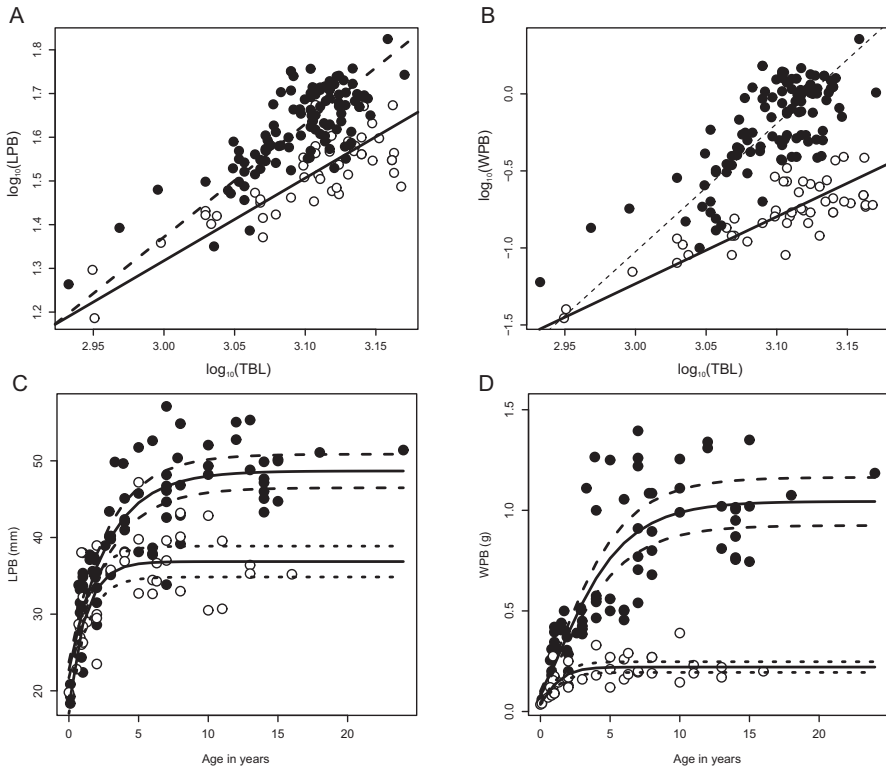 A
B
log₁₀(LPB)
1.2 1.3 1.4 1.5 1.6 1.7 1.8
2.95 3.00 3.05 3.10 3.15
log₁₀(TBL)
log₁₀(WPB)
−1.5 −1.0 −0.5 0.0
2.95 3.00 3.05 3.10 3.15
log₁₀(TBL)
C
D
LPB (mm)
20 30 40 50
0 5 10 15 20
Age in years
WPB (g)
0.0 0.5 1.0 1.5
0 5 10 15 20
Age in years